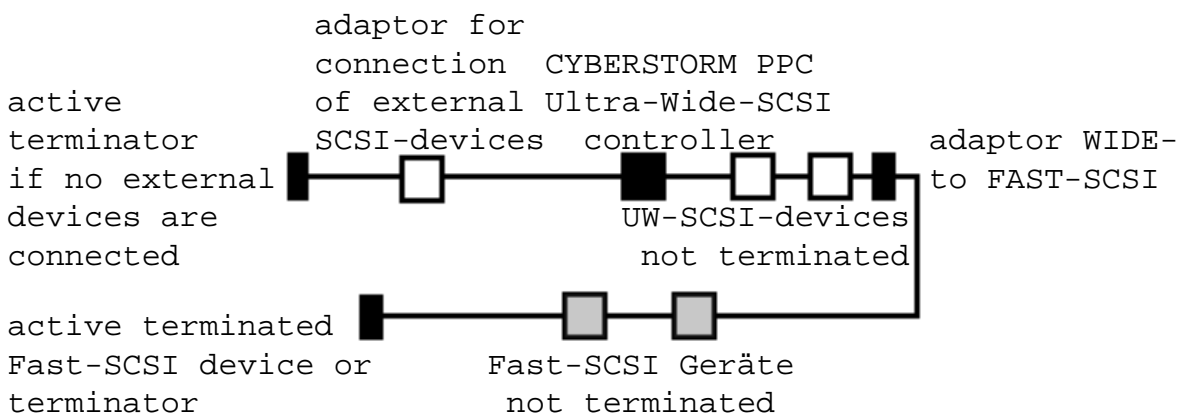 adaptor for
connection
of external
SCSI-devices
CYBERSTORM PPC
Ultra-Wide-SCSI
controller
active
terminator
if no external
devices are
connected
adaptor WIDE-
to FAST-SCSI
UW-SCSI-devices
not terminated
active terminated
Fast-SCSI device or
terminator
Fast-SCSI Geräte
not terminated